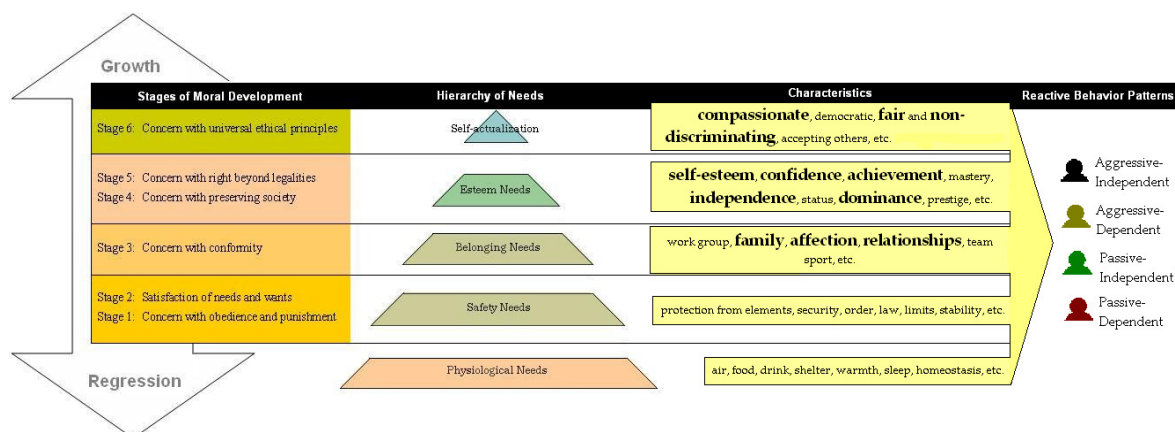 Growth
Stages of Moral Development
Hierarchy of Needs
Characteristics
Reactive Behavior Patterns
Stage 6: Concern with universal ethical principles
Self-actualization
compassionate, democratic, fair and non-
discriminating, accepting others, etc.
Stage 5: Concern with right beyond legalities
Stage 4: Concern with preserving society
Esteem Needs
self-esteem, confidence, achievement, mastery,
independence, status, dominance, prestige, etc.
Stage 3: Concern with conformity
Belonging Needs
work group, family, affection, relationships, team
sport, etc.
Stage 2: Satisfaction of needs and wants
Stage 1: Concern with obedience and punishment
Safety Needs
protection from elements, security, order, law, limits, stability, etc.
Physiological Needs
air, food, drink, shelter, warmth, sleep, homeostasis, etc.
Aggressive-
Independent
Aggressive-
Dependent
Passive-
Independent
Passive-
Dependent
Regression